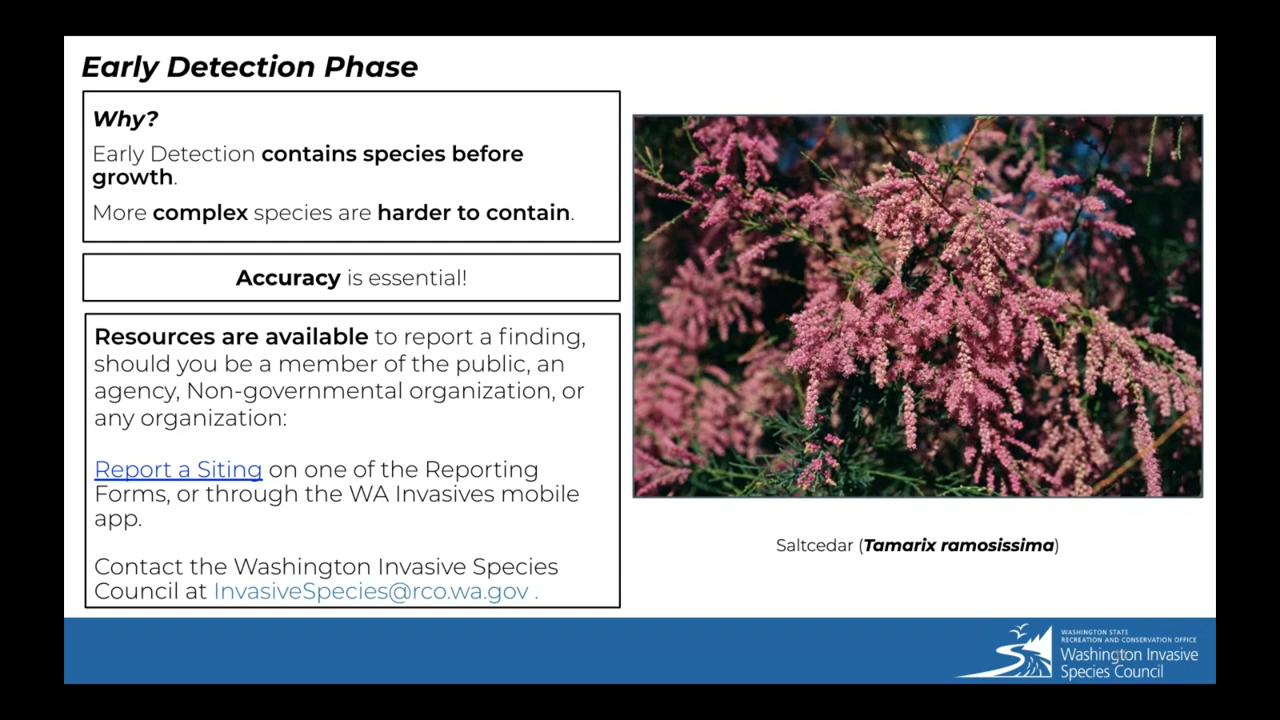 Early Detection Phase
Why?
Early Detection contains species before
growth.
More complex species are harder to contain.
Accuracy is essential!
Resources are available to report a finding,
should you be a member of the public, an
agency, Non-governmental organization, or
any organization:
Report a Siting on one of the Reporting
Forms, or through the WA Invasives mobile
app.
Contact the Washington Invasive Species
Council at InvasiveSpecies@rco.wa.gov .
Saltcedar (Tamarix ramosissima)
WASHINGTON STATE
RECREATION AND CONSERVATION OFFICE
Washington Invasive
Species Council